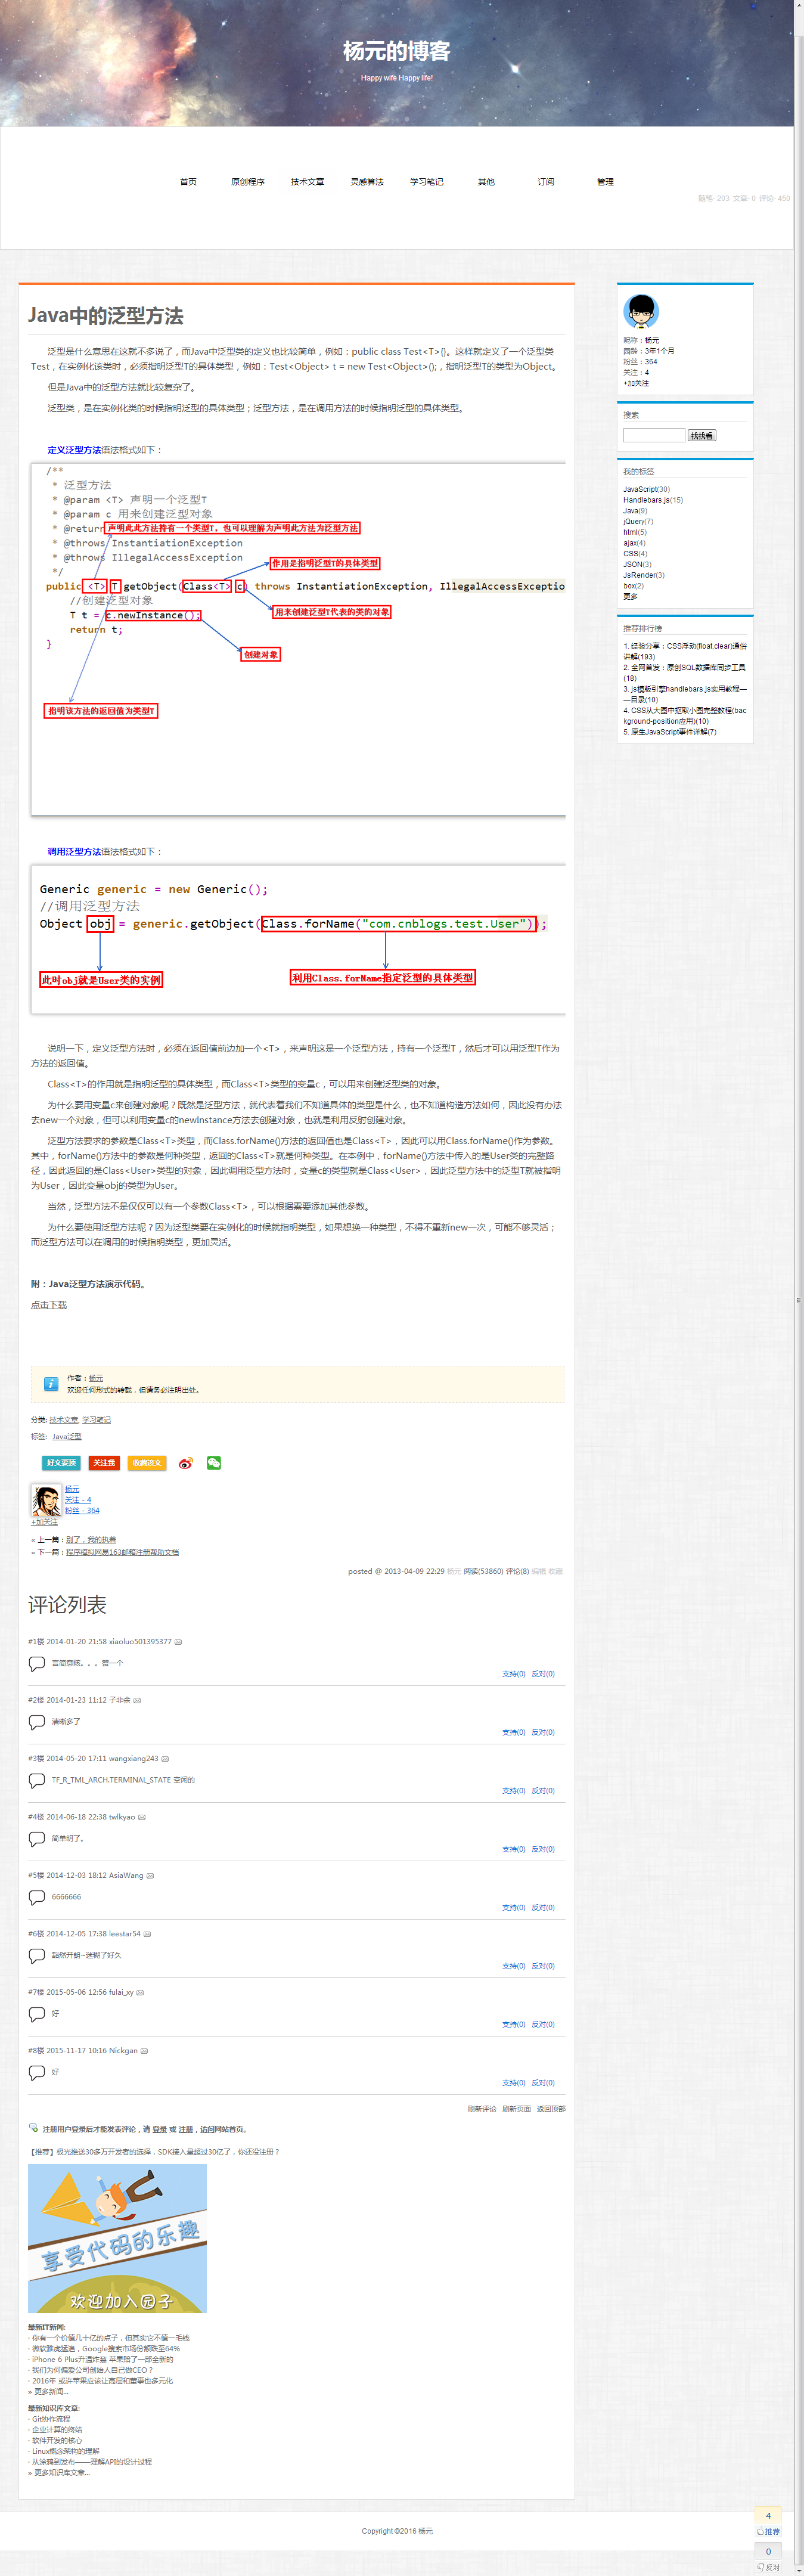 杨元的博客
Happy wife Happy life!
首页 原创程序 技术文章 灵感算法 学习笔记 其他 订阅 管理
随笔- 203 文章- 0 评论- 450
Java中的泛型方法
泛型是什么意思在这就不多说了，而Java中泛型类的定义也比较简单，例如：public class Test<T>{}。这样就定义了一个泛型类
Test，在实例化该类时，必须指明泛型T的具体类型，例如：Test<Object> t = new Test<Object>();，指明泛型T的类型为Object。
但是Java中的泛型方法就比较复杂了。
泛型类，是在实例化类的时候指明泛型的具体类型；泛型方法，是在调用方法的时候指明泛型的具体类型。
定义泛型方法语法格式如下：
/**
* 泛型方法
* @param <T> 声明一个泛型T
* @param c 用来创建泛型对象
* @return 声明此此方法持有一个类型T，也可以理解为声明此方法为泛型方法
* @throws InstantiationException
* @throws IllegalAccessException
作用是指明泛型T的具体类型
*/
public <T> T getObject(Class<T> c) throws InstantiationException, IllegalAccessExceptio
//创建泛型对象
用来创建泛型T代表的类的对象
T t = c.newInstance();
return t;
}
创建对象
指明该方法的返回值为类型T
调用泛型方法语法格式如下：
Generic generic = new Generic();
//调用泛型方法
Object obj = generic.getObject(Class.forName("com.cnblogs.test.User"));
此时obj就是User类的实例
利用Class.forName指定泛型的具体类型
说明一下，定义泛型方法时，必须在返回值前边加一个<T>，来声明这是一个泛型方法，持有一个泛型T，然后才可以用泛型T作为
方法的返回值。
Class<T>的作用就是指明泛型的具体类型，而Class<T>类型的变量c，可以用来创建泛型类的对象。
为什么要用变量c来创建对象呢？既然是泛型方法，就代表着我们不知道具体的类型是什么，也不知道构造方法如何，因此没有办法
去new一个对象，但可以利用变量c的newInstance方法去创建对象，也就是利用反射创建对象。
泛型方法要求的参数是Class<T>类型，而Class.forName()方法的返回值也是Class<T>，因此可以用Class.forName()作为参数。
其中，forName()方法中的参数是何种类型，返回的Class<T>就是何种类型。在本例中，forName()方法中传入的是User类的完整路
径，因此返回的是Class<User>类型的对象，因此调用泛型方法时，变量c的类型就是Class<User>，因此泛型方法中的泛型T就被指明
为User，因此变量obj的类型为User。
当然，泛型方法不是仅仅可以有一个参数Class<T>，可以根据需要添加其他参数。
为什么要使用泛型方法呢？因为泛型类要在实例化的时候就指明类型，如果想换一种类型，不得不重新new一次，可能不够灵活；
而泛型方法可以在调用的时候指明类型，更加灵活。
附：Java泛型方法演示代码。
点击下载
作者：杨元
欢迎任何形式的转载，但请务必注明出处。
分类: 技术文章, 学习笔记
标签: Java泛型
好文要顶 关注我 收藏该文
杨元
关注 - 4
粉丝 - 364
+加关注
« 上一篇：别了，我的执着
» 下一篇：程序模拟网易163邮箱注册帮助文档
posted @ 2013-04-09 22:29 杨元 阅读(53860) 评论(8) 编辑 收藏
评论列表
#1楼 2014-01-20 21:58 xiaoluo501395377
言简意赅。。。赞一个
支持(0) 反对(0)
#2楼 2014-01-23 11:12 子非余
清晰多了
支持(0) 反对(0)
#3楼 2014-05-20 17:11 wangxiang243
TF_R_TML_ARCH.TERMINAL_STATE 空闲的
支持(0) 反对(0)
#4楼 2014-06-18 22:38 twlkyao
简单明了。
支持(0) 反对(0)
#5楼 2014-12-03 18:12 AsiaWang
6666666
支持(0) 反对(0)
#6楼 2014-12-05 17:38 leestar54
豁然开朗~迷糊了好久
支持(0) 反对(0)
#7楼 2015-05-06 12:56 fulai_xy
好
支持(0) 反对(0)
#8楼 2015-11-17 10:16 Nickgan
好
支持(0) 反对(0)
刷新评论 刷新页面 返回顶部
注册用户登录后才能发表评论，请 登录 或 注册，访问网站首页。
【推荐】极光推送30多万开发者的选择，SDK接入量超过30亿了，你还没注册？
享受代码的乐趣
欢迎加入园子
最新IT新闻:
· 你有一个价值几十亿的点子，但其实它不值一毛钱
· 微软雅虎猛追，Google搜索市场份额跌至64%
· iPhone 6 Plus升温炸裂 苹果赔了一部全新的
· 我们为何偏爱公司创始人自己做CEO？
· 2016年 或许苹果应该让高层和董事也多元化
» 更多新闻...
最新知识库文章:
· Git协作流程
· 企业计算的终结
· 软件开发的核心
· Linux概念架构的理解
· 从涂鸦到发布——理解API的设计过程
» 更多知识库文章...
昵称：杨元
园龄：3年1个月
粉丝：364
关注：4
+加关注
搜索
找找看
我的标签
JavaScript(30)
Handlebars.js(15)
Java(9)
jQuery(7)
html(5)
ajax(4)
CSS(4)
JSON(3)
JsRender(3)
box(2)
更多
推荐排行榜
1. 经验分享：CSS浮动(float,clear)通俗
讲解(193)
2. 全网首发：原创SQL数据库同步工具
(18)
3. js模版引擎handlebars.js实用教程—
—目录(10)
4. CSS从大图中抠取小图完整教程(bac
kground-position应用)(10)
5. 原生JavaScript事件详解(7)
Copyright ©2016 杨元
4
推荐
0
反对